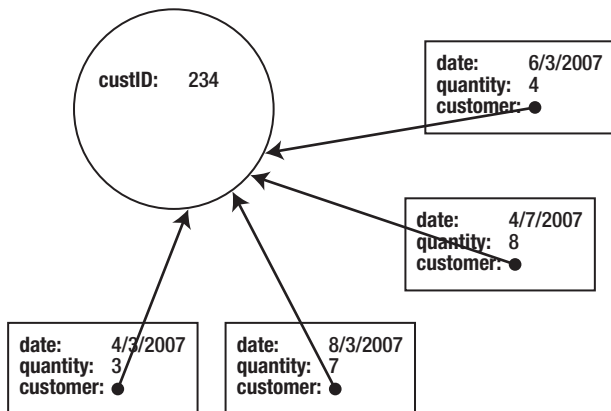 custID: 234
date: 6/3/2007
quantity: 4
customer:
date: 4/7/2007
quantity: 8
customer:
date: 4/3/2007
quantity: 3
customer:
date: 8/3/2007
quantity: 7
customer: